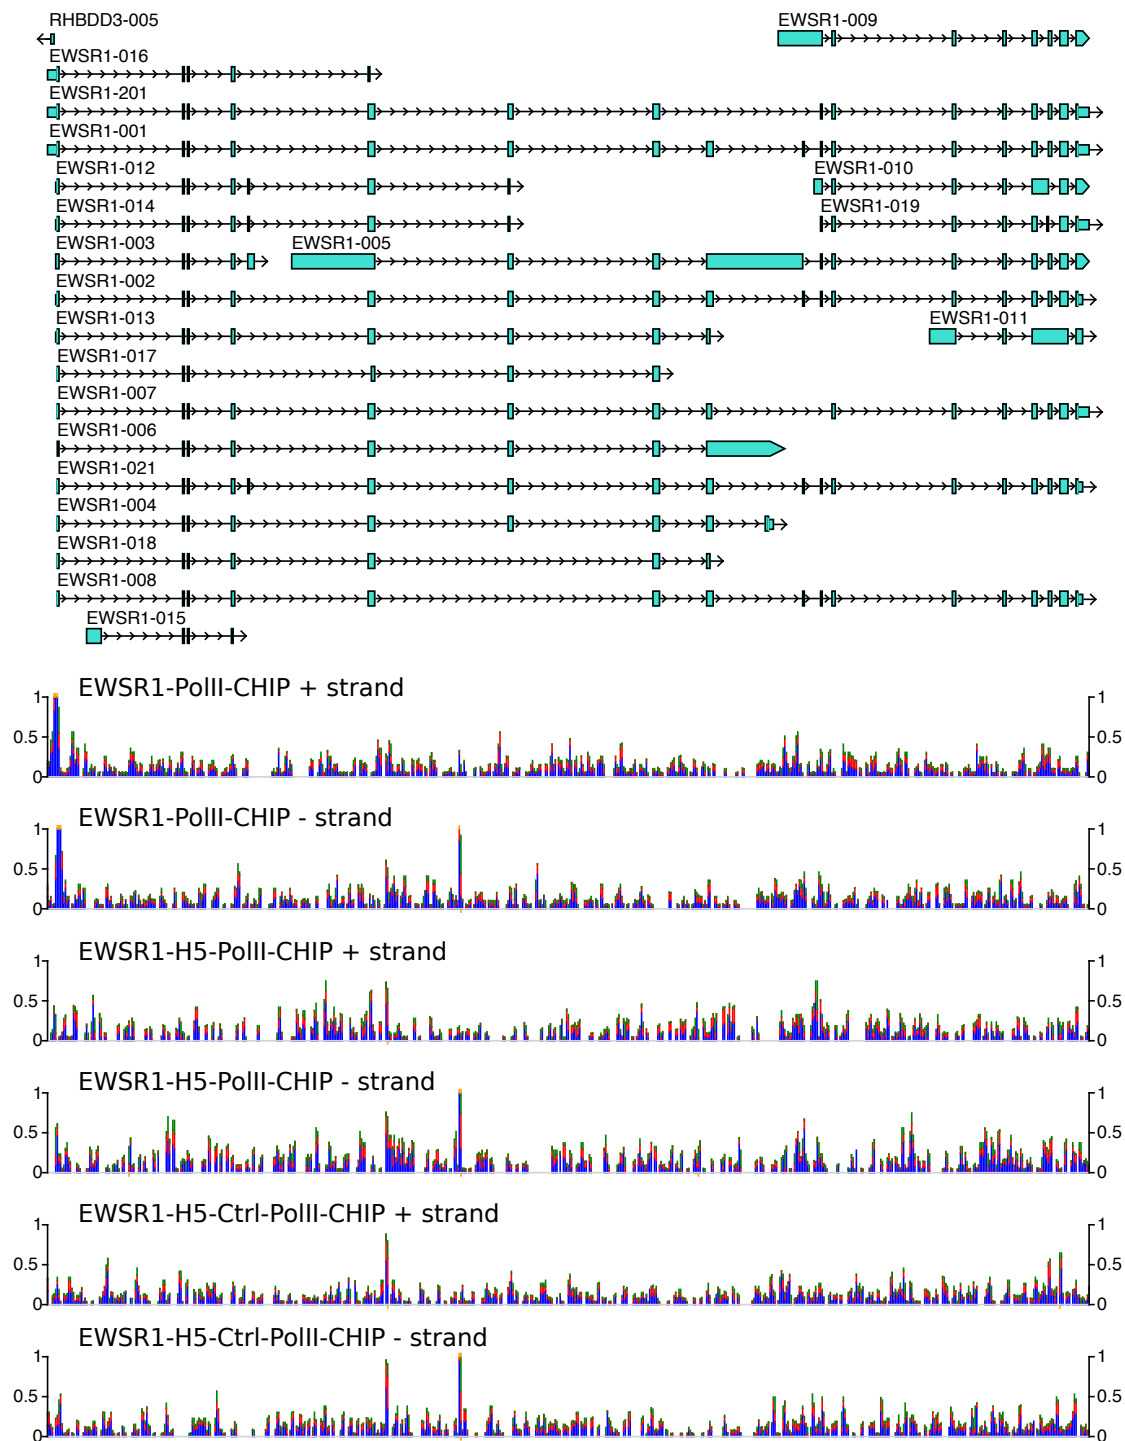 RHBDD3-005 EWSR1-009
EWSR1-016
EWSR1-201
EWSR1-001
EWSR1-012 EWSR1-010
EWSR1-014 EWSR1-019
EWSR1-003 EWSR1-005
EWSR1-002
EWSR1-013 EWSR1-011
EWSR1-017
EWSR1-007
EWSR1-006
EWSR1-021
EWSR1-004
EWSR1-018
EWSR1-008
EWSR1-015
EWSR1-PolII-CHIP + strand
1 1
0.5 0.5
0 0
EWSR1-PolII-CHIP - strand
1 1
0.5 0.5
0 0
EWSR1-H5-PolII-CHIP + strand
1 1
0.5 0.5
0 0
EWSR1-H5-PolII-CHIP - strand
1 1
0.5 0.5
0 0
EWSR1-H5-Ctrl-PolII-CHIP + strand
1 1
0.5 0.5
0 0
EWSR1-H5-Ctrl-PolII-CHIP - strand
1 1
0.5 0.5
0 0